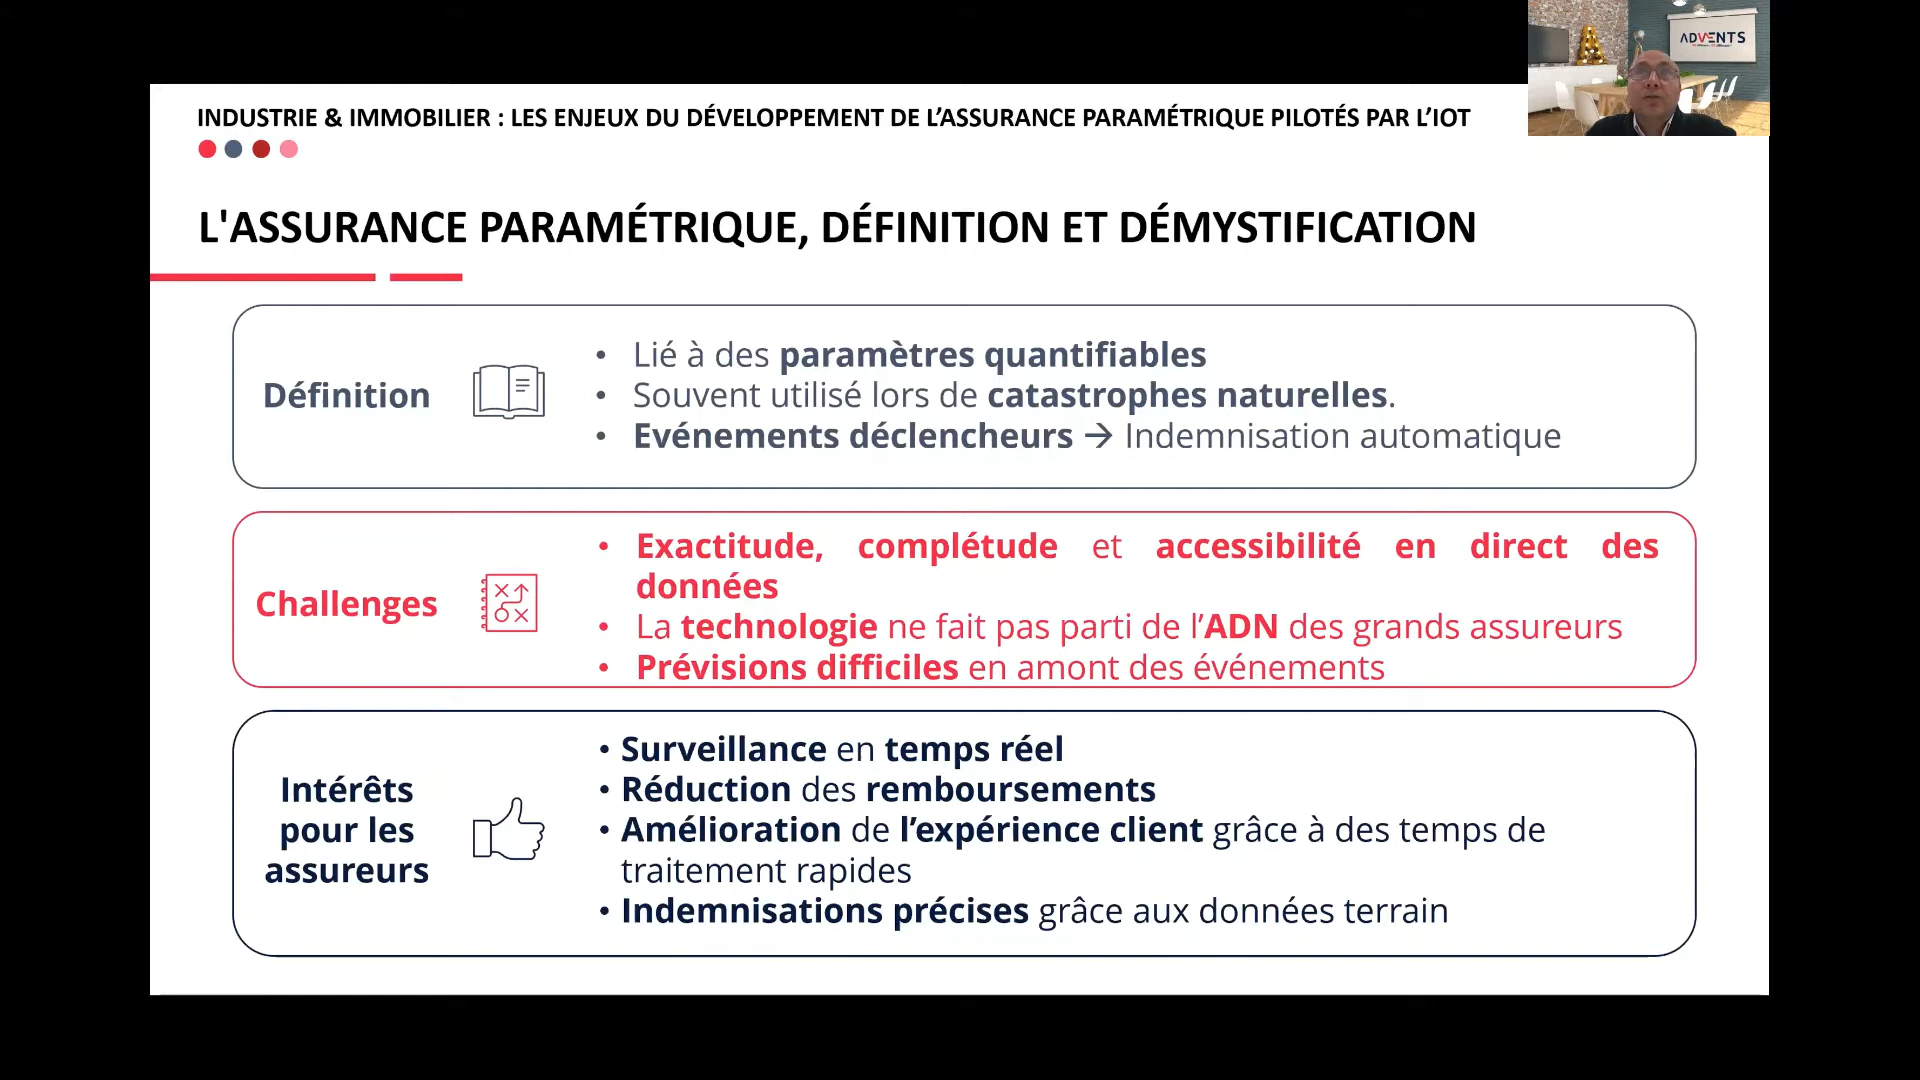 ADVENTS
INDUSTRIE & IMMOBILIER : LES ENJEUX DU DÉVELOPPEMENT DE L’ASSURANCE PARAMÉTRIQUE PILOTÉS PAR L’IOT
L'ASSURANCE PARAMÉTRIQUE, DÉFINITION ET DÉMYSTIFICATION
Définition
• Lié à des paramètres quantifiables
• Souvent utilisé lors de catastrophes naturelles.
• Evénements déclencheurs → Indemnisation automatique
Challenges
• Exactitude, complétude et accessibilité en direct des
données
• La technologie ne fait pas parti de l’ADN des grands assureurs
• Prévisions difficiles en amont des événements
Intérêts
pour les
assureurs
• Surveillance en temps réel
• Réduction des remboursements
• Amélioration de l’expérience client grâce à des temps de
traitement rapides
• Indemnisations précises grâce aux données terrain